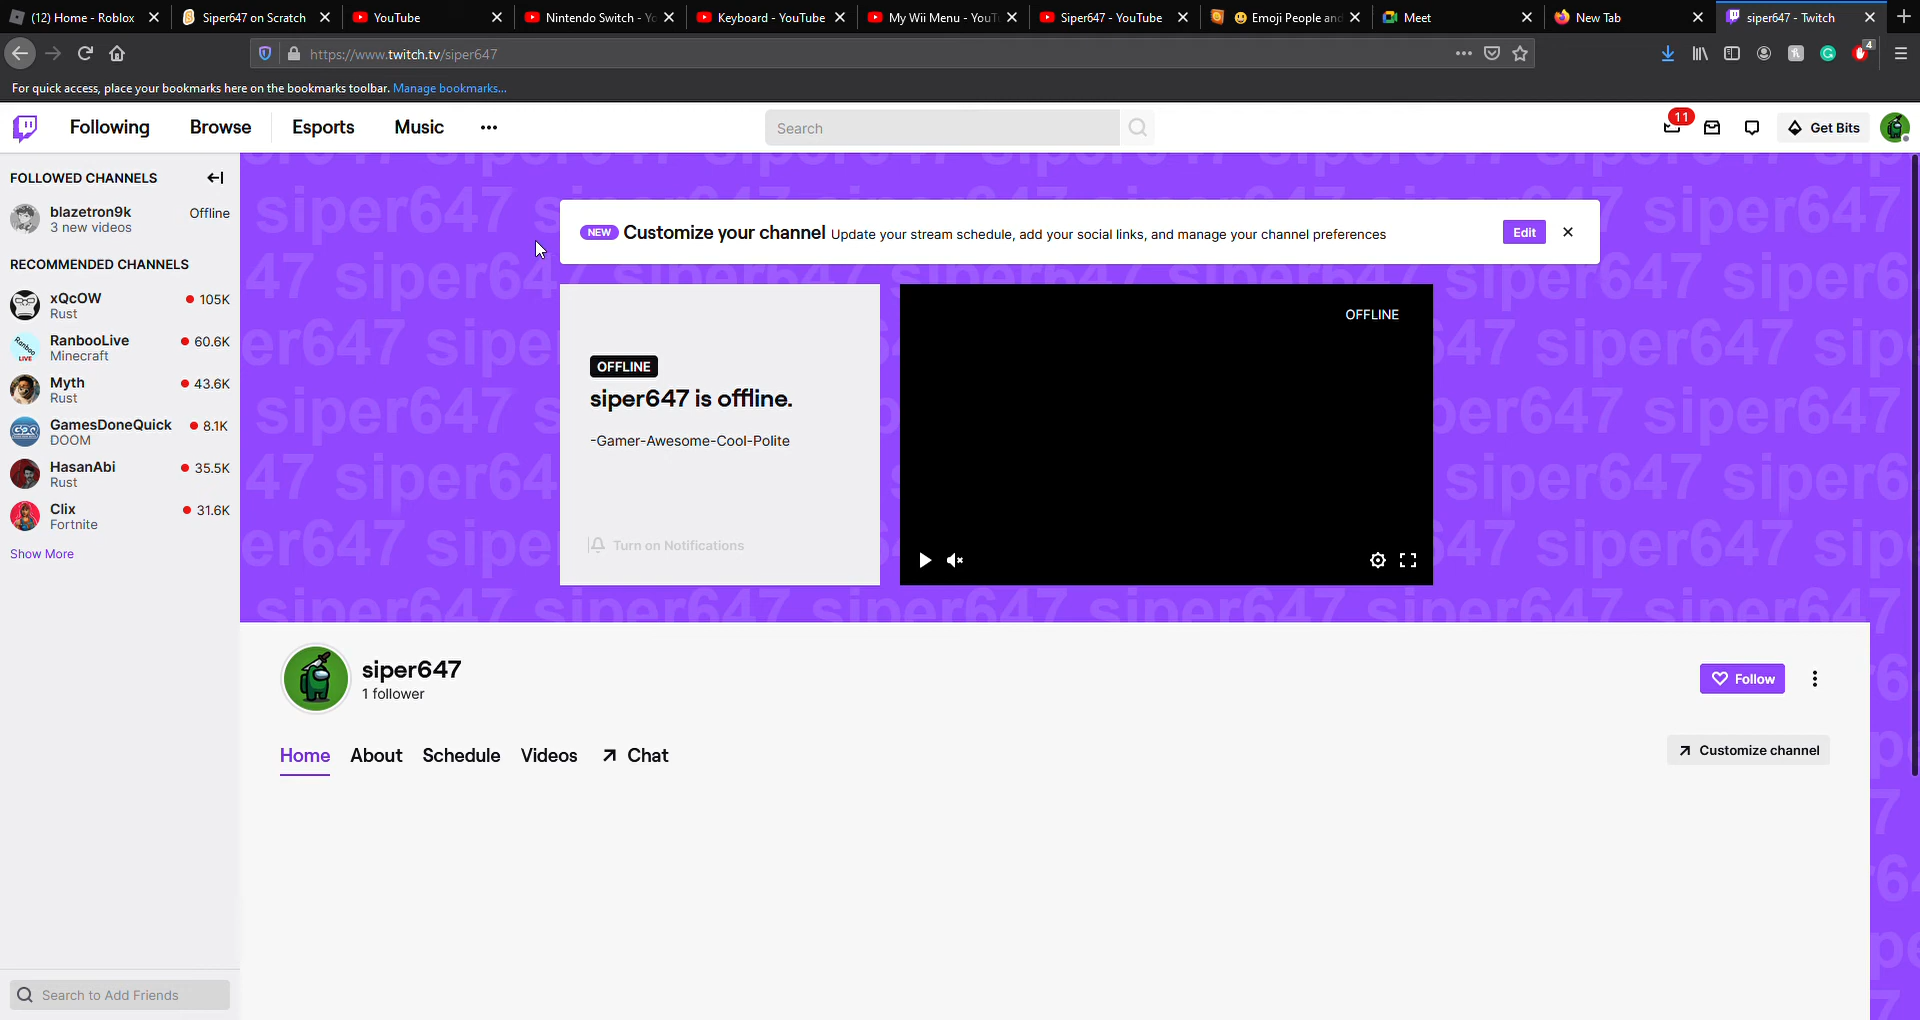 (12) Home - Roblox
Siper647 on Scratch
YouTube
Nintendo Switch - Yo
Keyboard - YouTube
My Wii Menu - YouT
Siper647 - YouTube
Emoji People and
Meet
New Tab
siper647 - Twitch
https://www.twitch.tv/siper647
4
For quick access, place your bookmarks here on the bookmarks toolbar. Manage bookmarks...
Following
Browse
Esports
Music
Search
11
Get Bits
FOLLOWED CHANNELS
blazetron9k
Offline
3 new videos
RECOMMENDED CHANNELS
xQcOW
105K
Rust
RanbooLive
60.6K
Minecraft
Myth
43.6K
Rust
GamesDoneQuick
8.1K
DOOM
HasanAbi
35.5K
Rust
Clix
31.6K
Fortnite
Show More
Search to Add Friends
NEW Customize your channel Update your stream schedule, add your social links, and manage your channel preferences
Edit
OFFLINE
siper647 is offline.
-Gamer-Awesome-Cool-Polite
Turn on Notifications
OFFLINE
siper647
1 follower
Follow
Home
About
Schedule
Videos
Chat
Customize channel